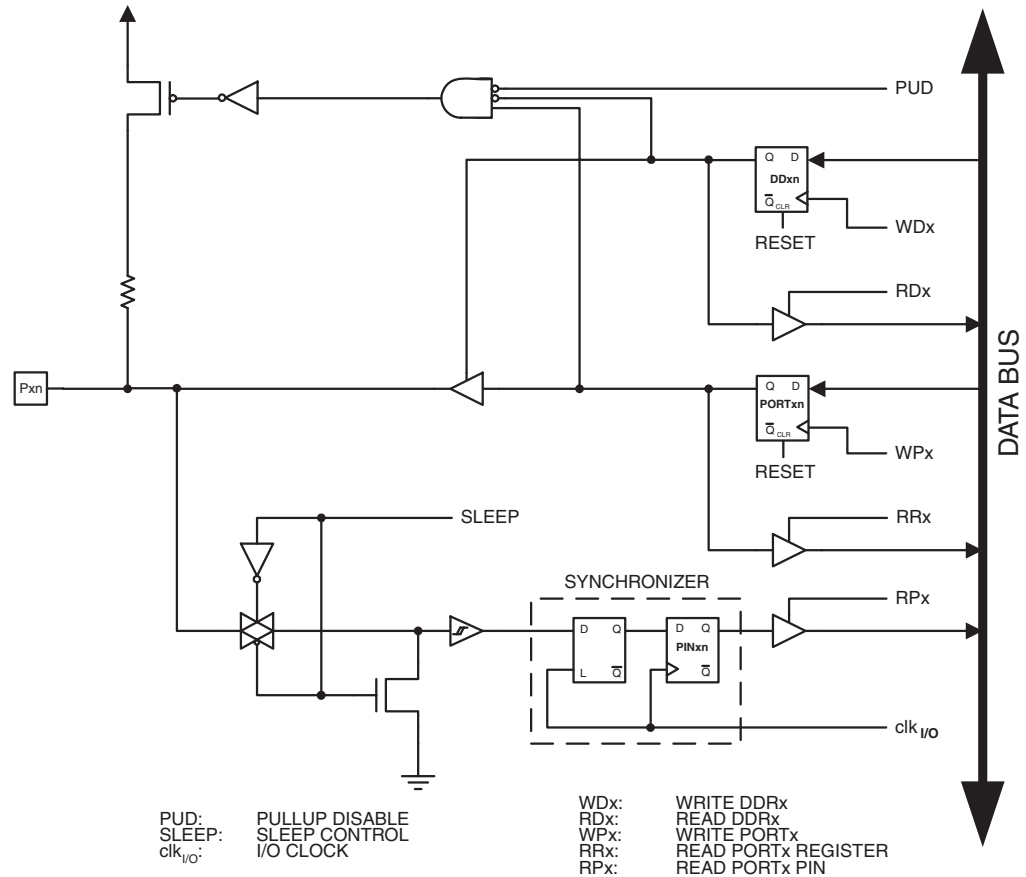 PUD
Q D
DDxn
Q CLR
WDx
RESET
RDx
Pxn
Q D
PORTxn
Q CLR
WPx
RESET
DATA BUS
RRx
SLEEP
SYNCHRONIZER
RPx
D Q
D Q
PINxn
L Q
Q
clk I/O
PUD: PULLUP DISABLE
SLEEP: SLEEP CONTROL
clkI/O: I/O CLOCK
WDx: WRITE DDRx
RDx: READ DDRx
WPx: WRITE PORTx
RRx: READ PORTx REGISTER
RPx: READ PORTx PIN